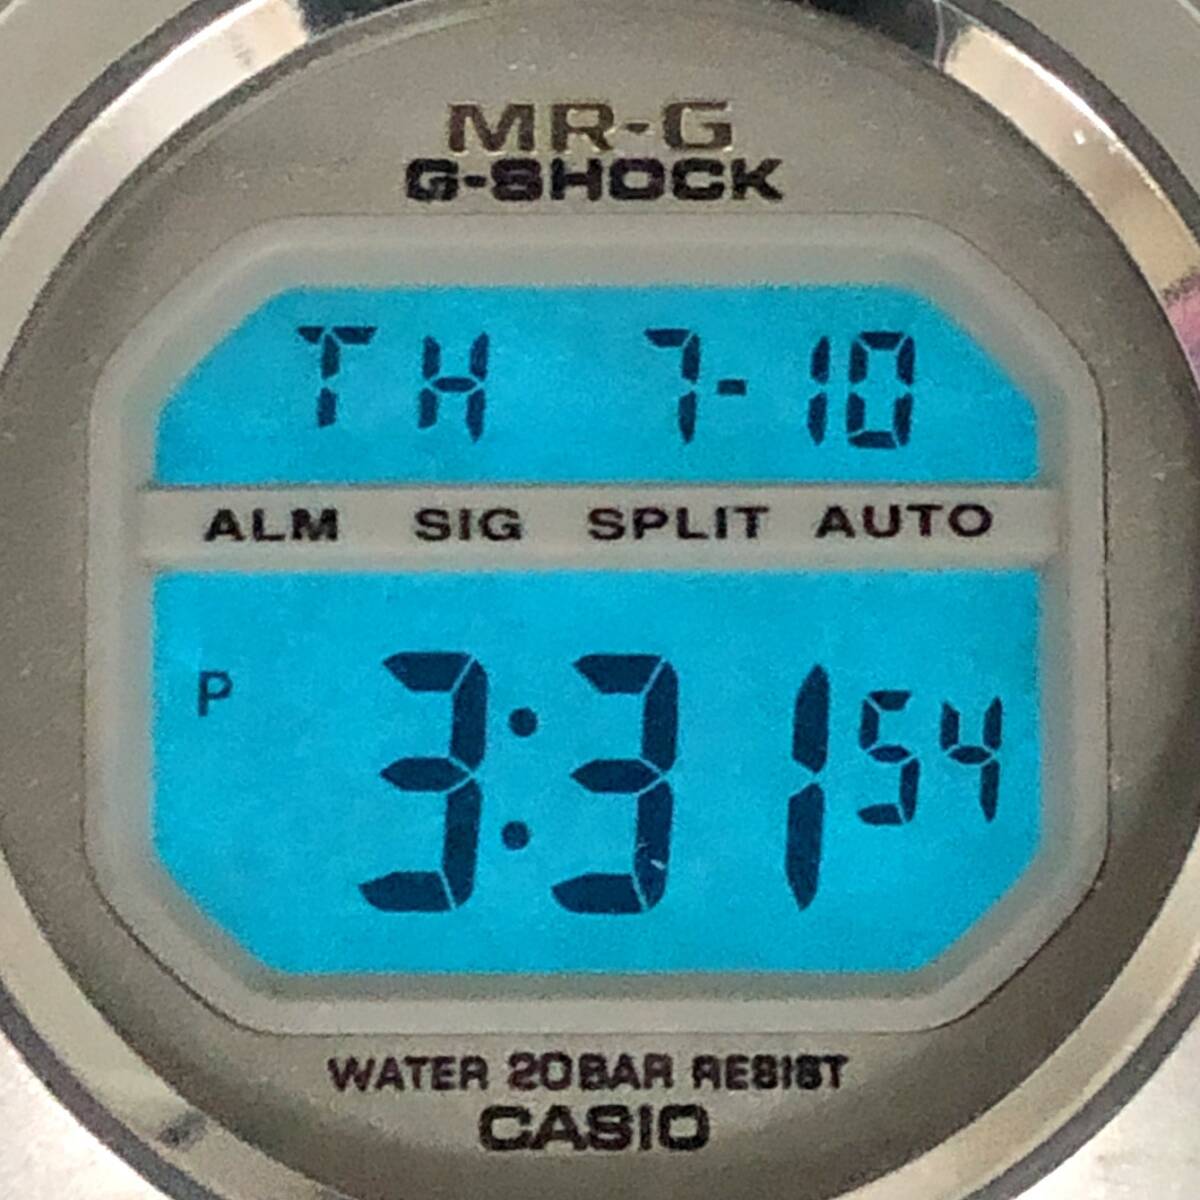 MR-G
G-SHOCK
TH 7-10
ALM SIG SPLIT AUTO
P 3:31 54
WATER 20BAR RESIST
CASIO